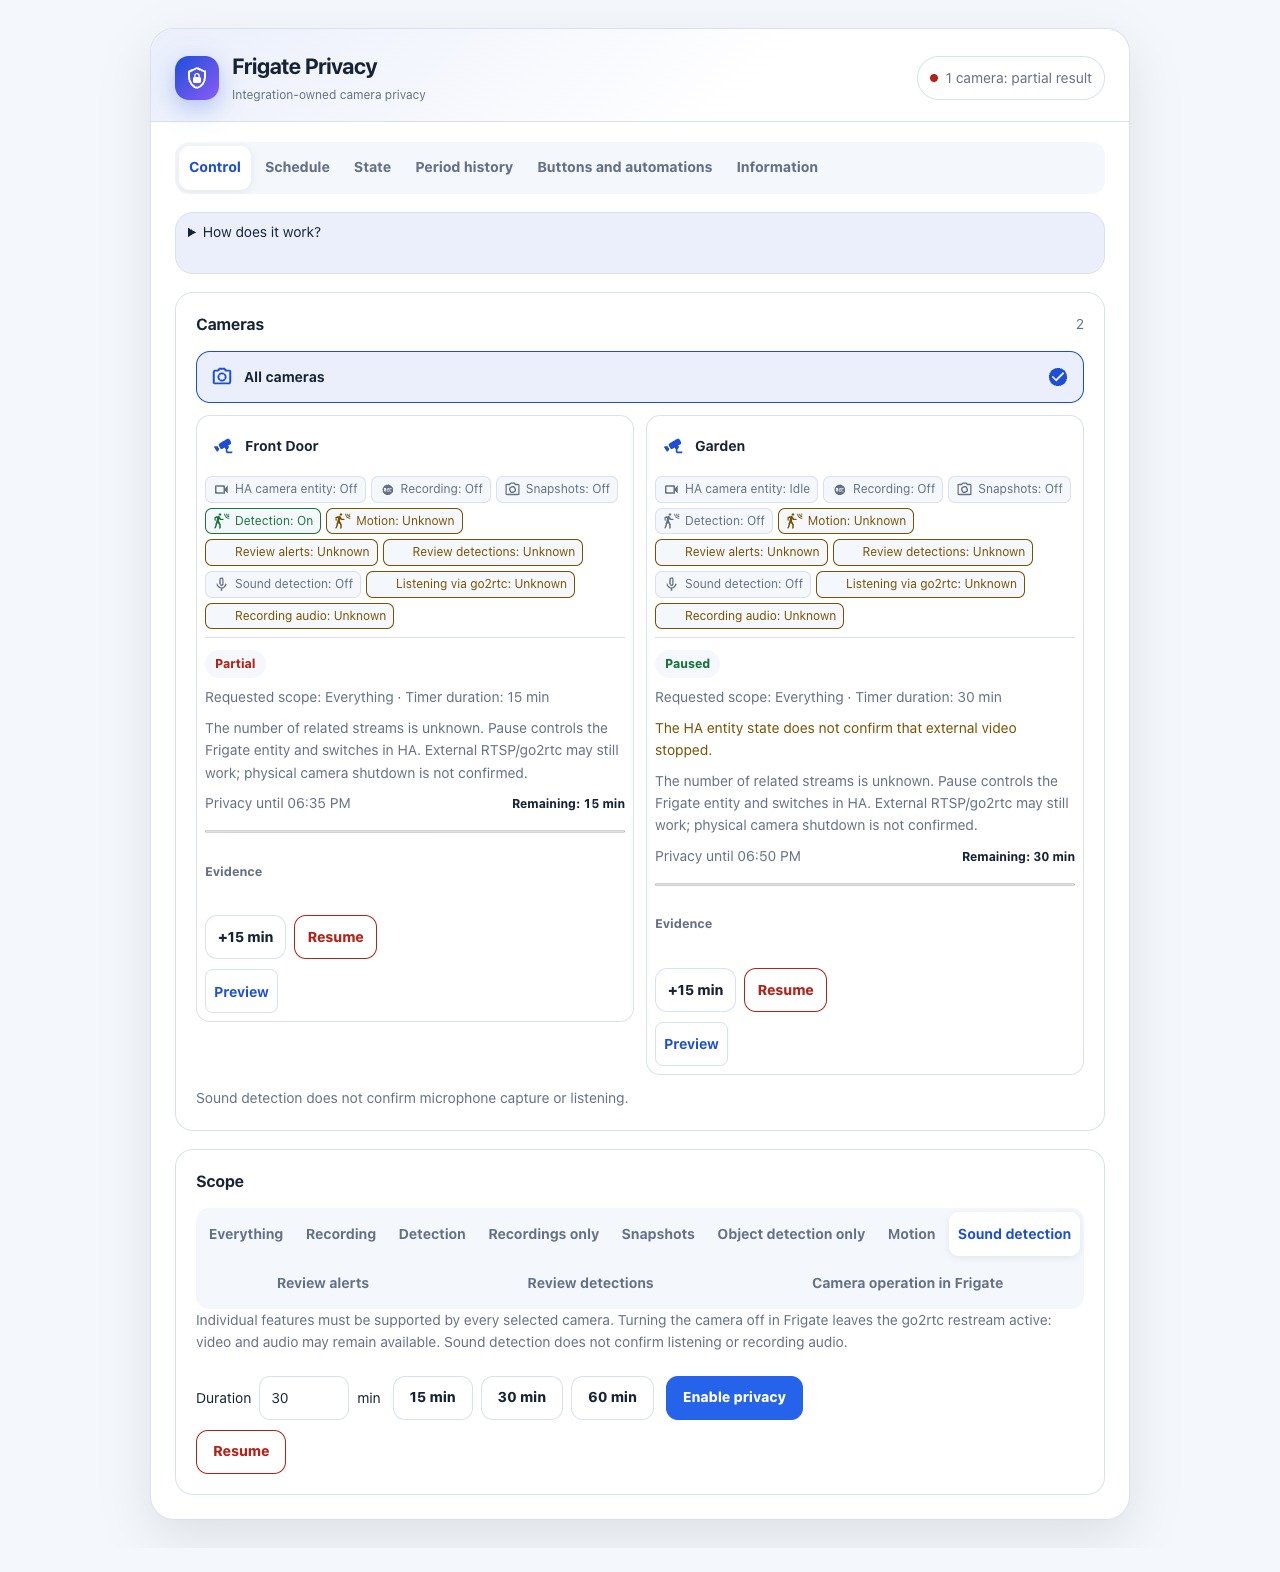 Frigate Privacy
Integration-owned camera privacy
1 camera: partial result
Control Schedule State Period history Buttons and automations Information
How does it work?
Cameras 2
All cameras
Front Door
HA camera entity: Off Recording: Off Snapshots: Off
Detection: On Motion: Unknown
Review alerts: Unknown Review detections: Unknown
Sound detection: Off Listening via go2rtc: Unknown
Recording audio: Unknown
Partial
Requested scope: Everything · Timer duration: 15 min
The number of related streams is unknown. Pause controls the
Frigate entity and switches in HA. External RTSP/go2rtc may still
work; physical camera shutdown is not confirmed.
Privacy until 06:35 PM Remaining: 15 min
Evidence
+15 min Resume
Preview
Garden
HA camera entity: Idle Recording: Off Snapshots: Off
Detection: Off Motion: Unknown
Review alerts: Unknown Review detections: Unknown
Sound detection: Off Listening via go2rtc: Unknown
Recording audio: Unknown
Paused
Requested scope: Everything · Timer duration: 30 min
The HA entity state does not confirm that external video
stopped.
The number of related streams is unknown. Pause controls the
Frigate entity and switches in HA. External RTSP/go2rtc may still
work; physical camera shutdown is not confirmed.
Privacy until 06:50 PM Remaining: 30 min
Evidence
+15 min Resume
Preview
Sound detection does not confirm microphone capture or listening.
Scope
Everything Recording Detection Recordings only Snapshots Object detection only Motion Sound detection
Review alerts Review detections Camera operation in Frigate
Individual features must be supported by every selected camera. Turning the camera off in Frigate leaves the go2rtc restream active:
video and audio may remain available. Sound detection does not confirm listening or recording audio.
Duration 30 min 15 min 30 min 60 min Enable privacy
Resume